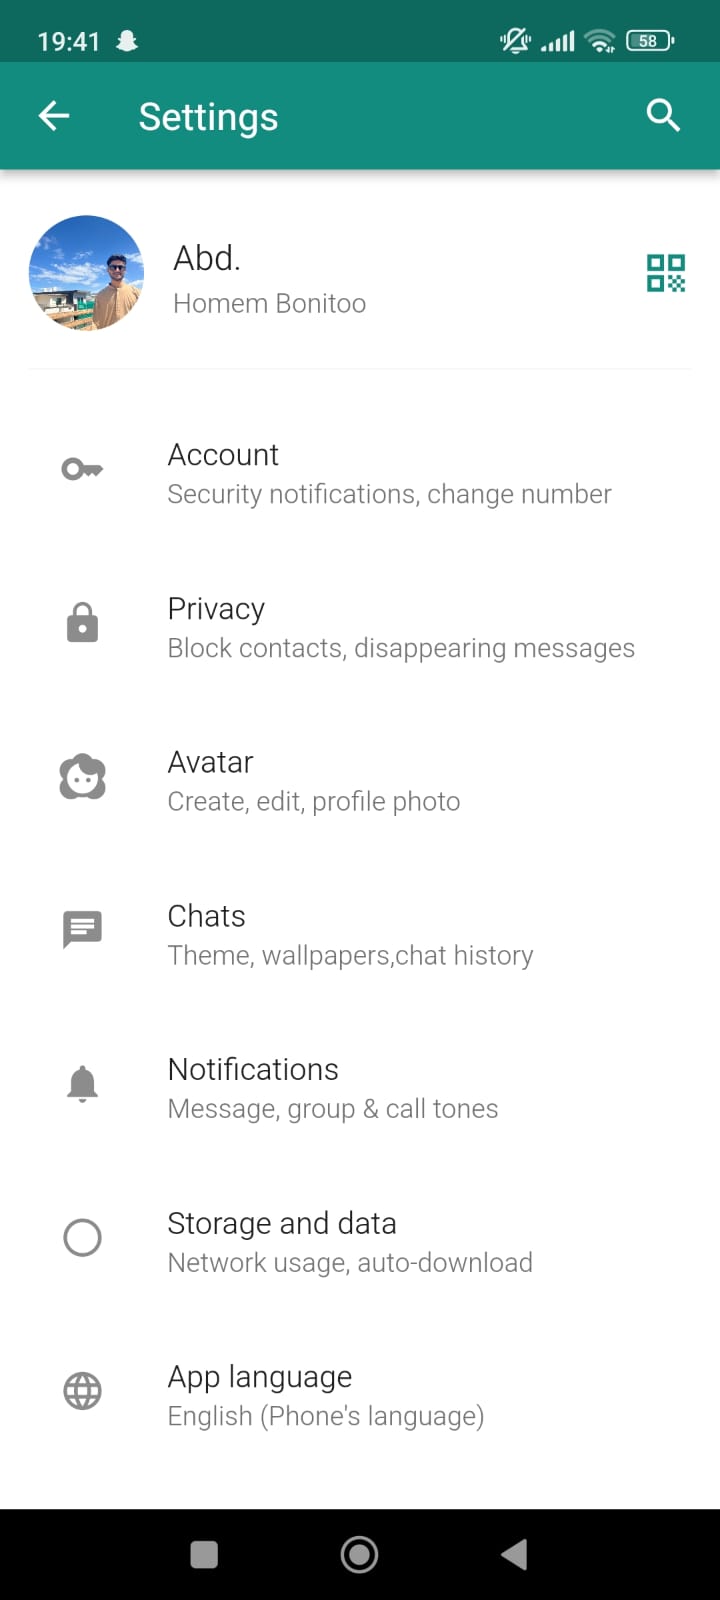 19:41
58
Settings
Abd.
Homem Bonitoo
Account
Security notifications, change number
Privacy
Block contacts, disappearing messages
Avatar
Create, edit, profile photo
Chats
Theme, wallpapers,chat history
Notifications
Message, group & call tones
Storage and data
Network usage, auto-download
App language
English (Phone's language)